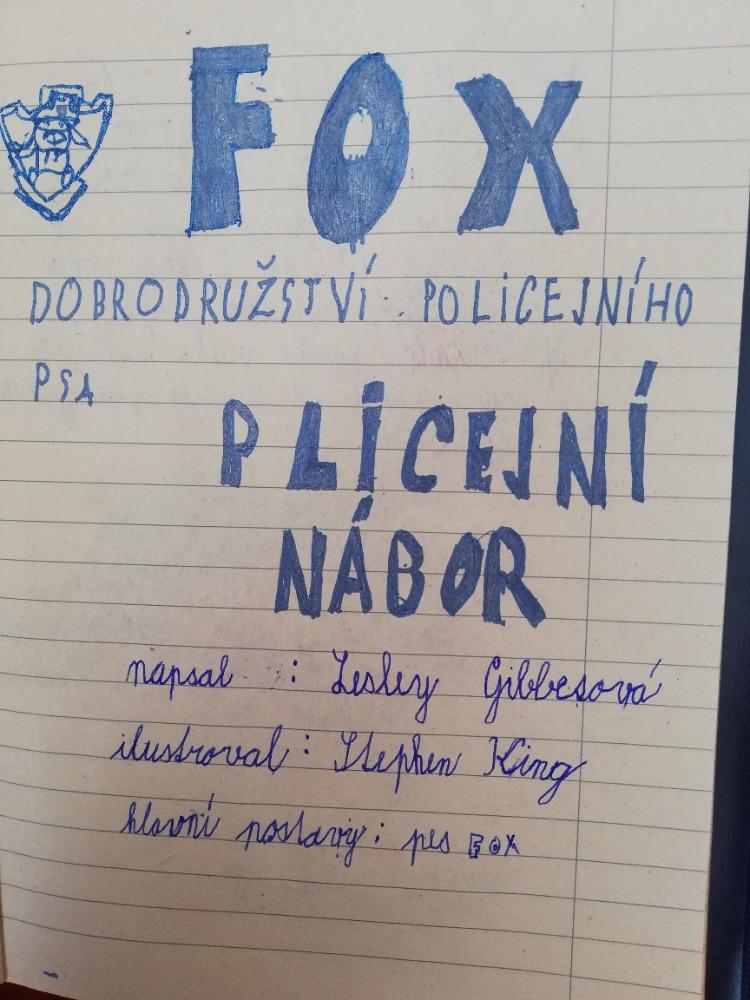 FOX
DOBRODRUŽSTVÍ POLICEJNÍHO
PSA
PLICEJNÍ
NÁBOR
napsal : Lesley Gibbesová
ilustroval : Stephen King
hlavní postavy : pes FOX